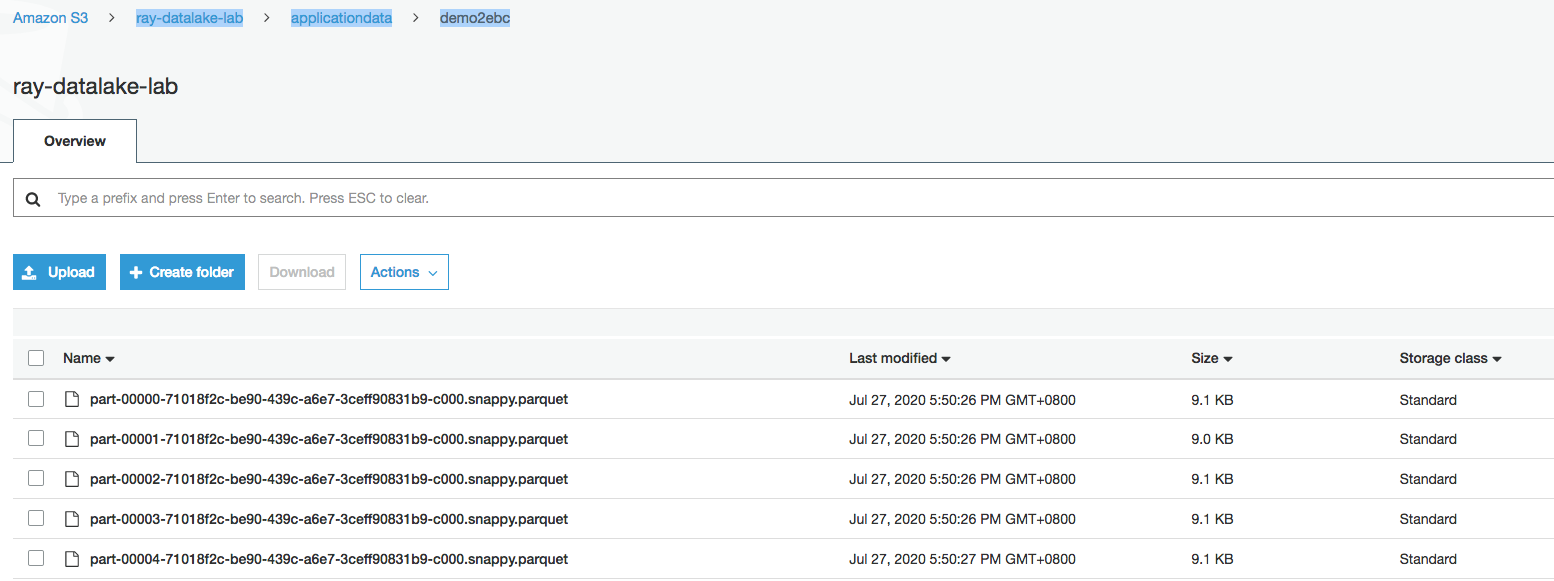 Amazon S3 > ray-datalake-lab > applicationdata > demo2ebc
ray-datalake-lab
Overview
Type a prefix and press Enter to search. Press ESC to clear.
Upload + Create folder Download Actions
Name Last modified Size Storage class
part-00000-71018f2c-be90-439c-a6e7-3ceff90831b9-c000.snappy.parquet Jul 27, 2020 5:50:26 PM GMT+0800 9.1 KB Standard
part-00001-71018f2c-be90-439c-a6e7-3ceff90831b9-c000.snappy.parquet Jul 27, 2020 5:50:26 PM GMT+0800 9.0 KB Standard
part-00002-71018f2c-be90-439c-a6e7-3ceff90831b9-c000.snappy.parquet Jul 27, 2020 5:50:26 PM GMT+0800 9.1 KB Standard
part-00003-71018f2c-be90-439c-a6e7-3ceff90831b9-c000.snappy.parquet Jul 27, 2020 5:50:26 PM GMT+0800 9.1 KB Standard
part-00004-71018f2c-be90-439c-a6e7-3ceff90831b9-c000.snappy.parquet Jul 27, 2020 5:50:27 PM GMT+0800 9.1 KB Standard